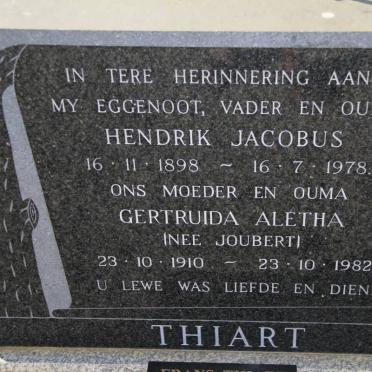 IN TERE HERINNERING AAN
MY EGGENOOT, VADER EN OU
HENDRIK JACOBUS
16 · 11 · 1898 ~ 16 · 7 · 1978.
ONS MOEDER EN OUMA
GERTRUIDA ALETHA
(NEE JOUBERT)
23 · 10 · 1910 ~ 23 · 10 · 1982
U LEWE WAS LIEFDE EN DIEN
THIART